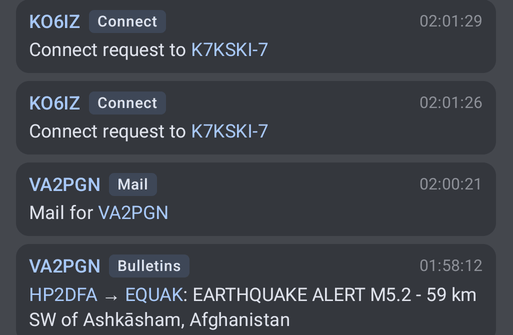 KO6IZ Connect 02:01:29
Connect request to K7KSKI-7
KO6IZ Connect 02:01:26
Connect request to K7KSKI-7
VA2PGN Mail 02:00:21
Mail for VA2PGN
VA2PGN Bulletins 01:58:12
HP2DFA → EQUAK: EARTHQUAKE ALERT M5.2 - 59 km
SW of Ashkāsham, Afghanistan